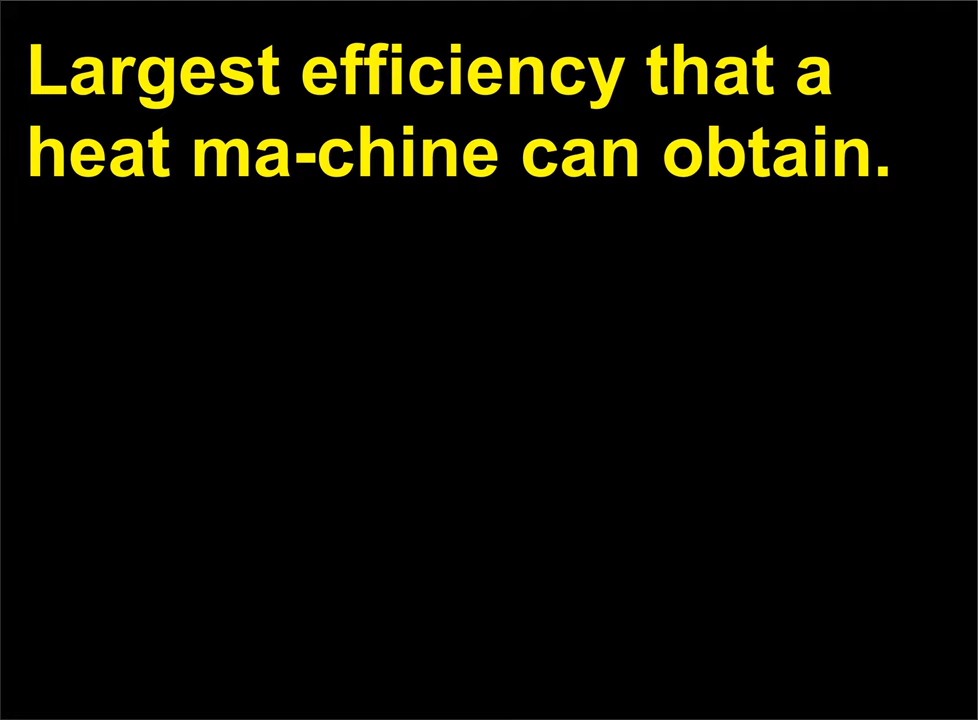 Largest efficiency that a
heat ma-chine can obtain.